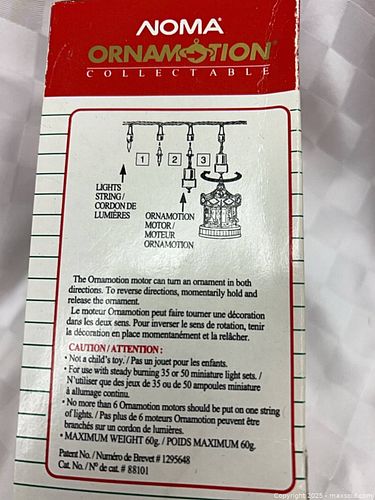 NOMA®
ORNAMOTION®
COLLECTABLE
1 2 3
LIGHTS
STRING /
CORDON DE
LUMIÈRES
ORNAMOTION
MOTOR /
MOTEUR
ORNAMOTION
The Ornamotion motor can turn an ornament in both
directions. To reverse directions, momentarily hold and
release the ornament.
Le moteur Ornamotion peut faire tourner une décoration
dans les deux sens. Pour inverser le sens de rotation, tenir
la décoration en place momentanément et la relâcher.
CAUTION/ATTENTION :
• Not a child's toy. / Pas un jouet pour les enfants.
• For use with steady burning 35 or 50 miniature light sets. /
N'utiliser que des jeux de 35 ou de 50 ampoules miniature
à allumage continu.
• No more than 6 Ornamotion motors should be put on one string
of lights. / Pas plus de 6 moteurs Ornamotion peuvent être
branchés sur un cordon de lumières.
• MAXIMUM WEIGHT 60g. / POIDS MAXIMUM 60g.
Patent No. / Numéro de Brevet # 1295648
Cat. No. / Nº de cat. # 88101
Copyright 2025 - maxsold.com